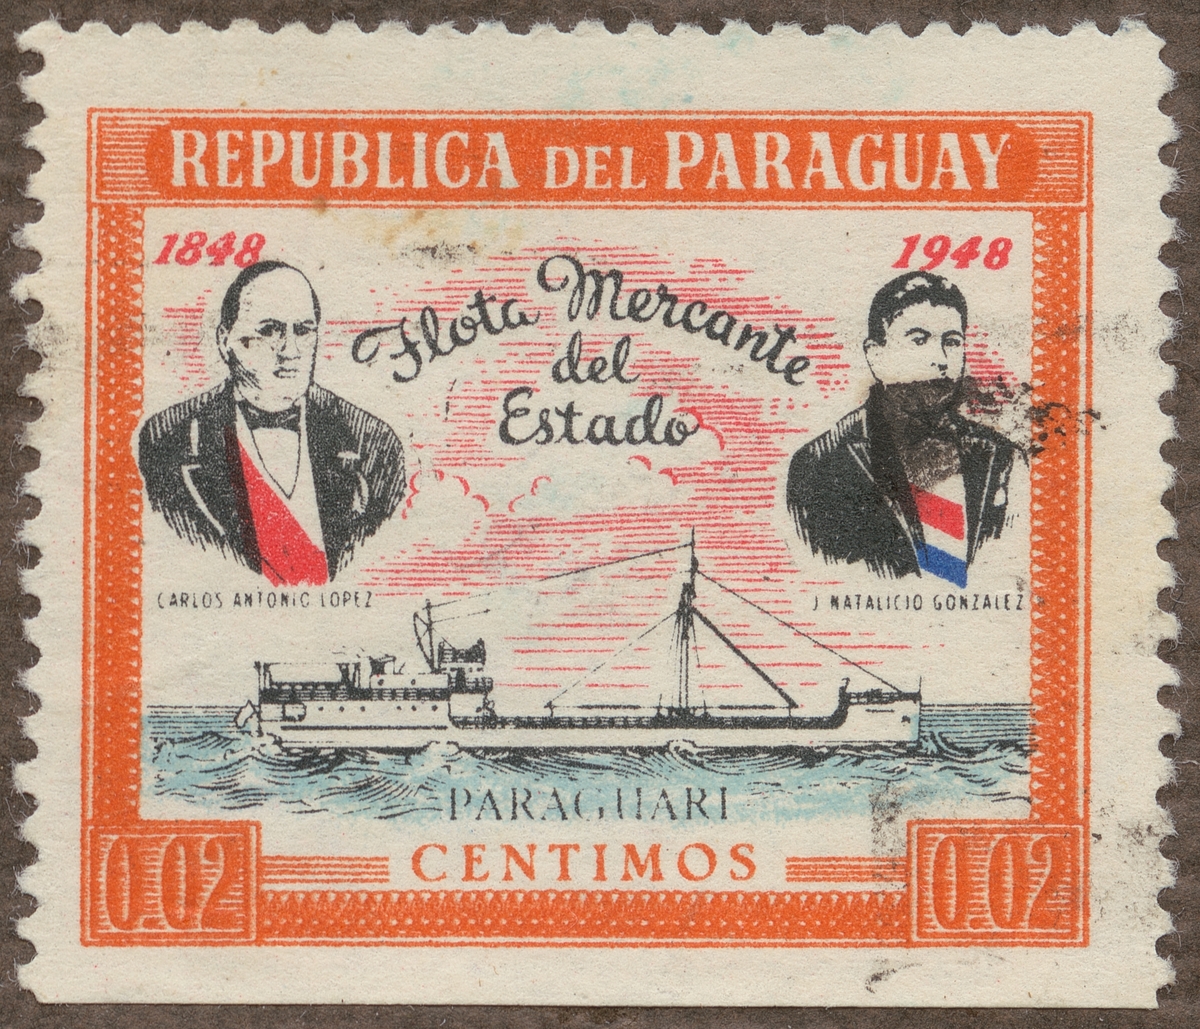 REPUBLICA DEL PARAGUAY
1848
1948
Flota Mercante
del
Estado
CARLOS ANTONIO LOPEZ
J NATALICIO GONZALEZ
PARAGUARI
CENTIMOS
0.02
0.02